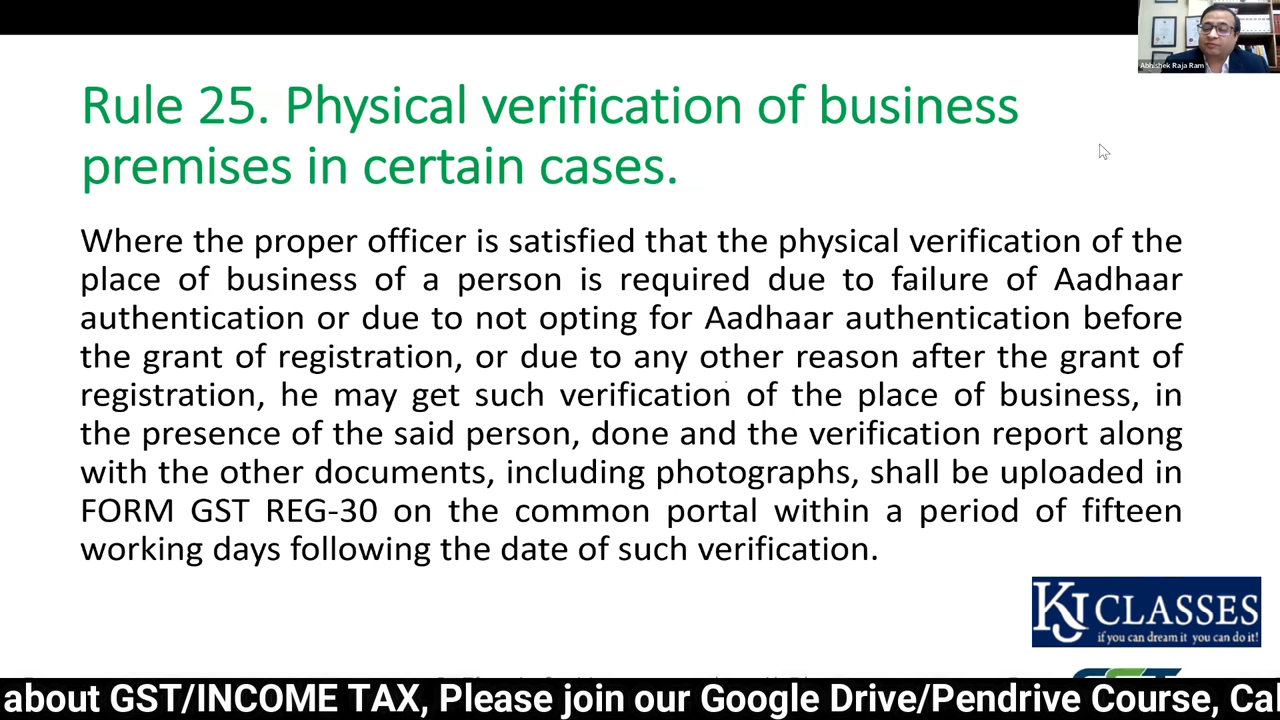 Abhishek Raja Ram
Rule 25. Physical verification of business
premises in certain cases.
Where the proper officer is satisfied that the physical verification of the
place of business of a person is required due to failure of Aadhaar
authentication or due to not opting for Aadhaar authentication before
the grant of registration, or due to any other reason after the grant of
registration, he may get such verification of the place of business, in
the presence of the said person, done and the verification report along
with the other documents, including photographs, shall be uploaded in
FORM GST REG-30 on the common portal within a period of fifteen
working days following the date of such verification.
KJ CLASSES
if you can dream it you can do it!
about GST/INCOME TAX, Please join our Google Drive/Pendrive Course, Cal